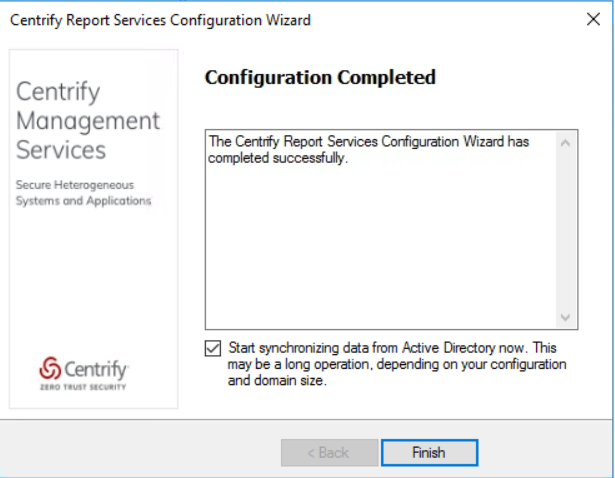 Centrify Report Services Configuration Wizard
Centrify
Management
Services
Secure Heterogeneous
Systems and Applications
Centrify
ZERO TRUST SECURITY
Configuration Completed
The Centrify Report Services Configuration Wizard has
completed successfully.
Start synchronizing data from Active Directory now. This
may be a long operation, depending on your configuration
and domain size.
< Back
Finish